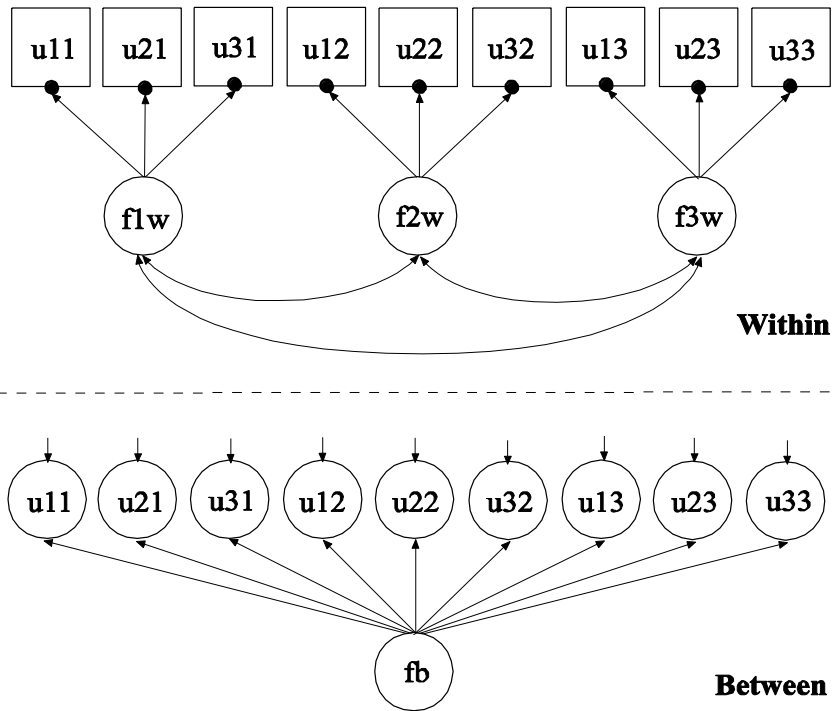 u11 u21 u31 u12 u22 u32 u13 u23 u33
f1w f2w f3w
Within
u11 u21 u31 u12 u22 u32 u13 u23 u33
fb
Between